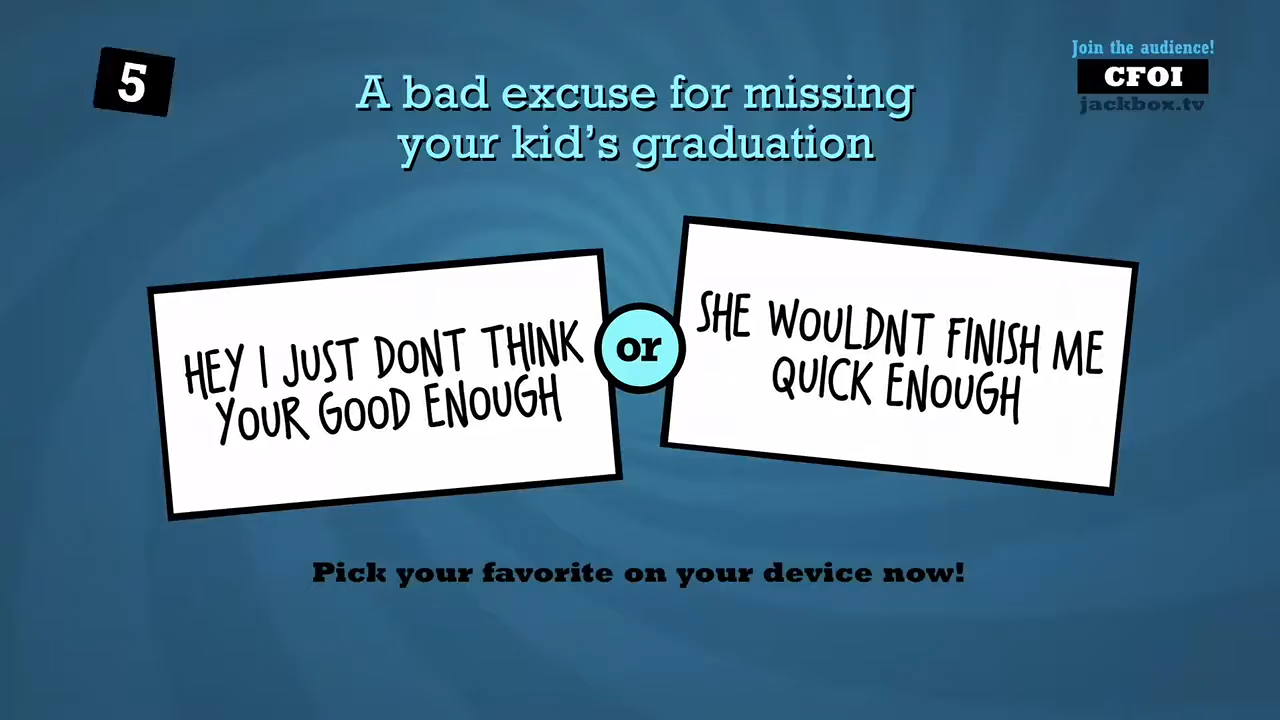 5
A bad excuse for missing
your kid's graduation
Join the audience!
CFOI
jackbox.tv
HEY I JUST DONT THINK
YOUR GOOD ENOUGH
or
SHE WOULDNT FINISH ME
QUICK ENOUGH
Pick your favorite on your device now!